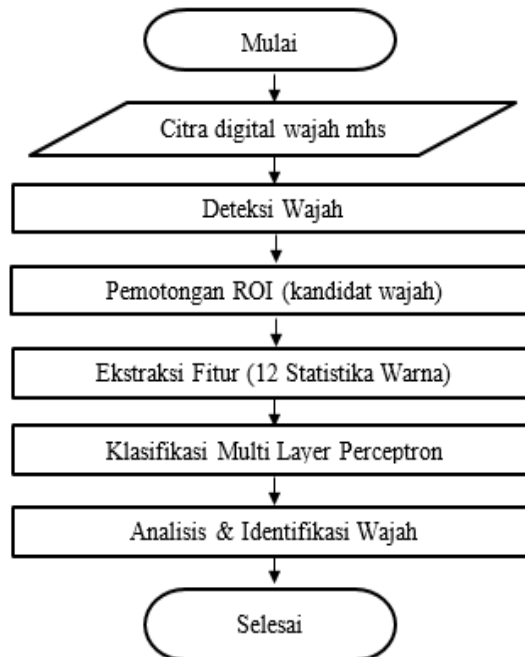 Mulai
Citra digital wajah mhs
Deteksi Wajah
Pemotongan ROI (kandidat wajah)
Ekstraksi Fitur (12 Statistika Warna)
Klasifikasi Multi Layer Perceptron
Analisis & Identifikasi Wajah
Selesai